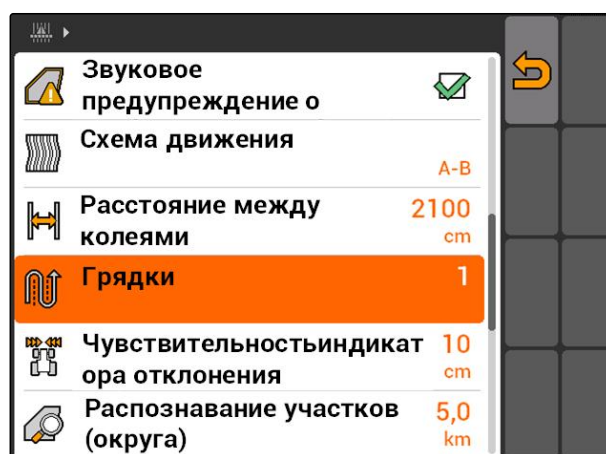 Звуковое
предупреждение о
Схема движения
A-B
Расстояние между
колеями
2100
cm
Грядки
1
Чувствительностьиндикат
ора отклонения
10
cm
Распознавание участков
(округа)
5,0
km